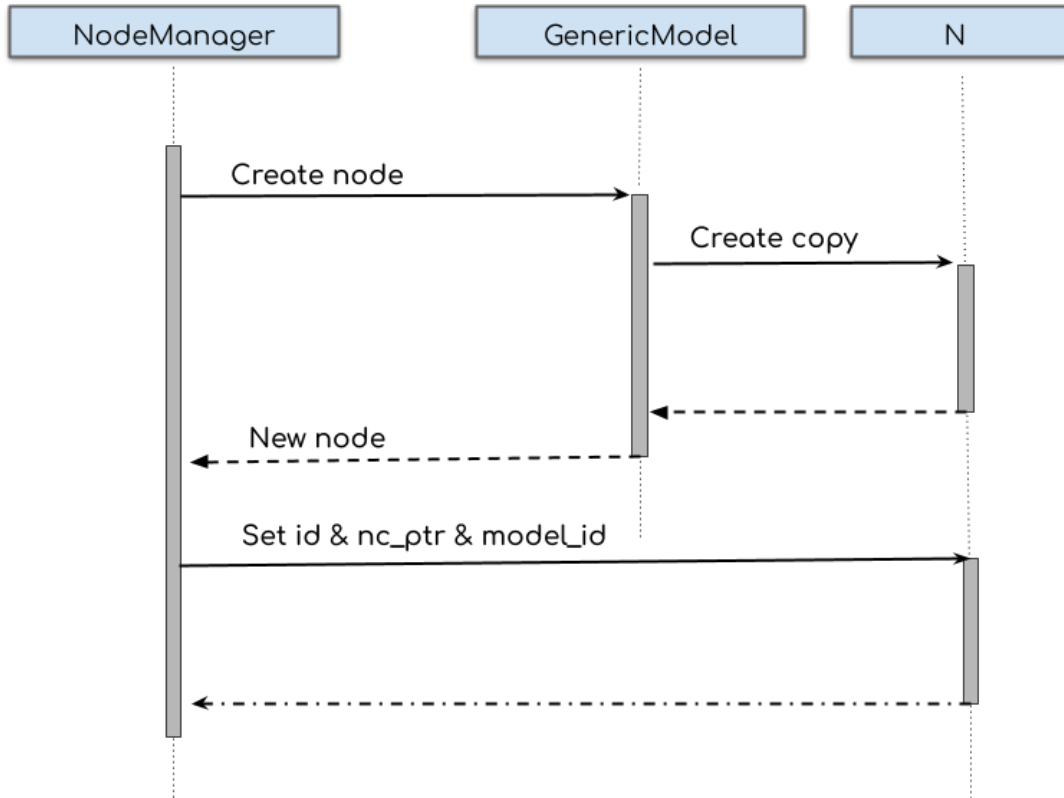 NodeManager
GenericModel
N
Create node
Create copy
New node
Set id & nc_ptr & model_id